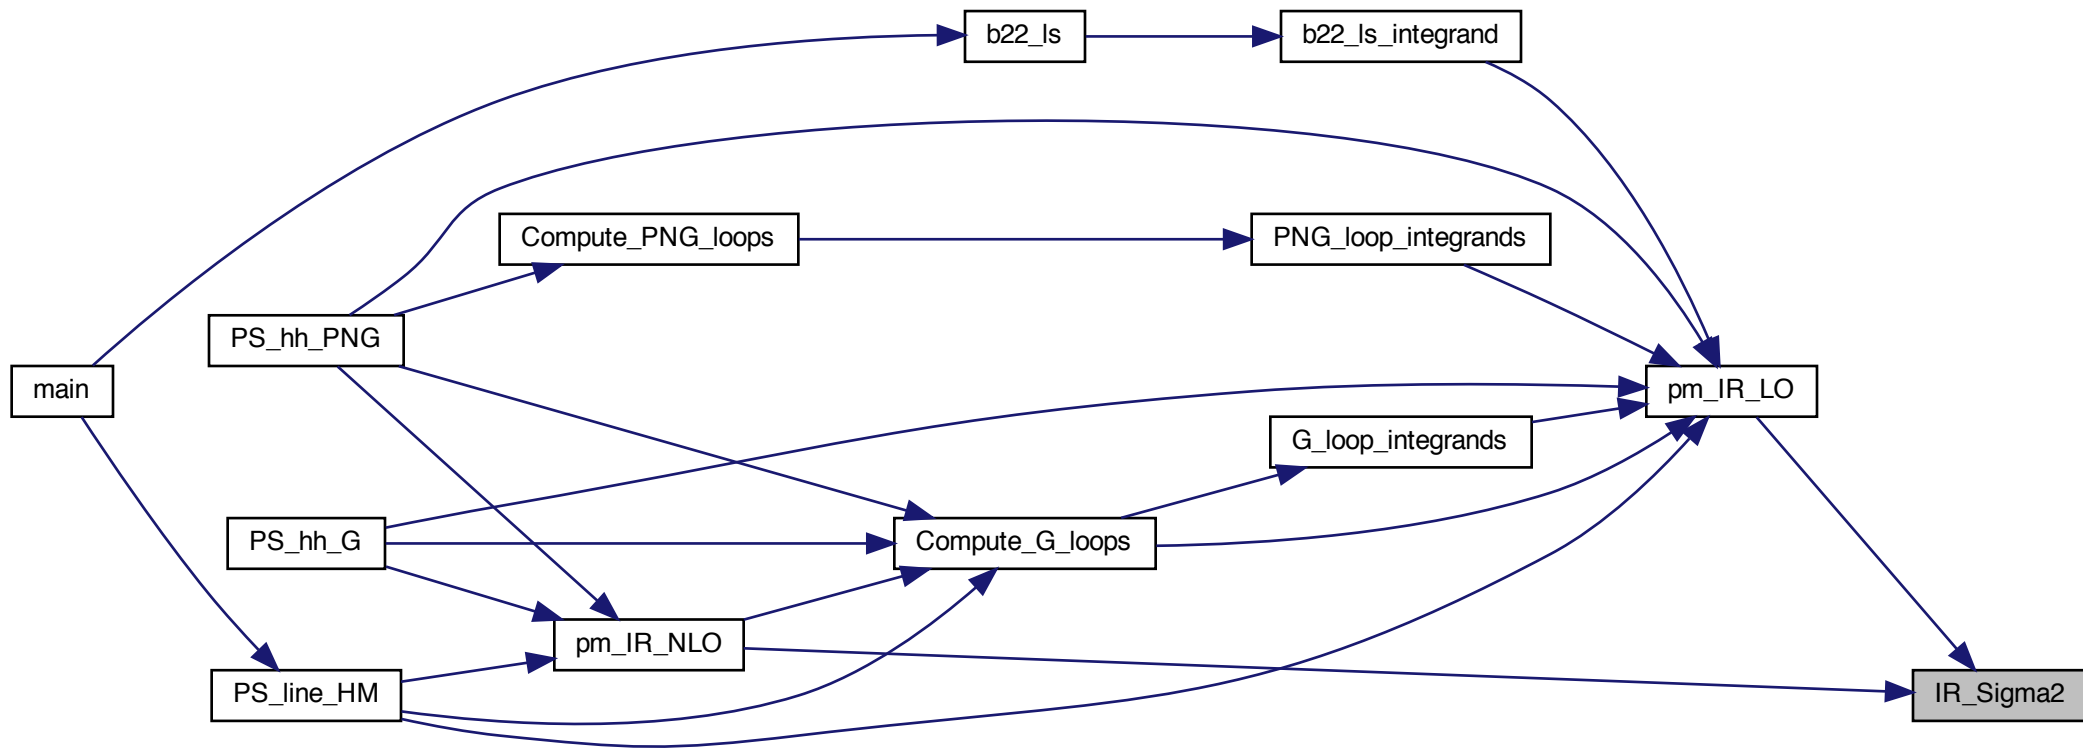 b22_ls
b22_ls_integrand
Compute_PNG_loops
PNG_loop_integrands
PS_hh_PNG
main
pm_IR_LO
G_loop_integrands
PS_hh_G
Compute_G_loops
pm_IR_NLO
PS_line_HM
IR_Sigma2